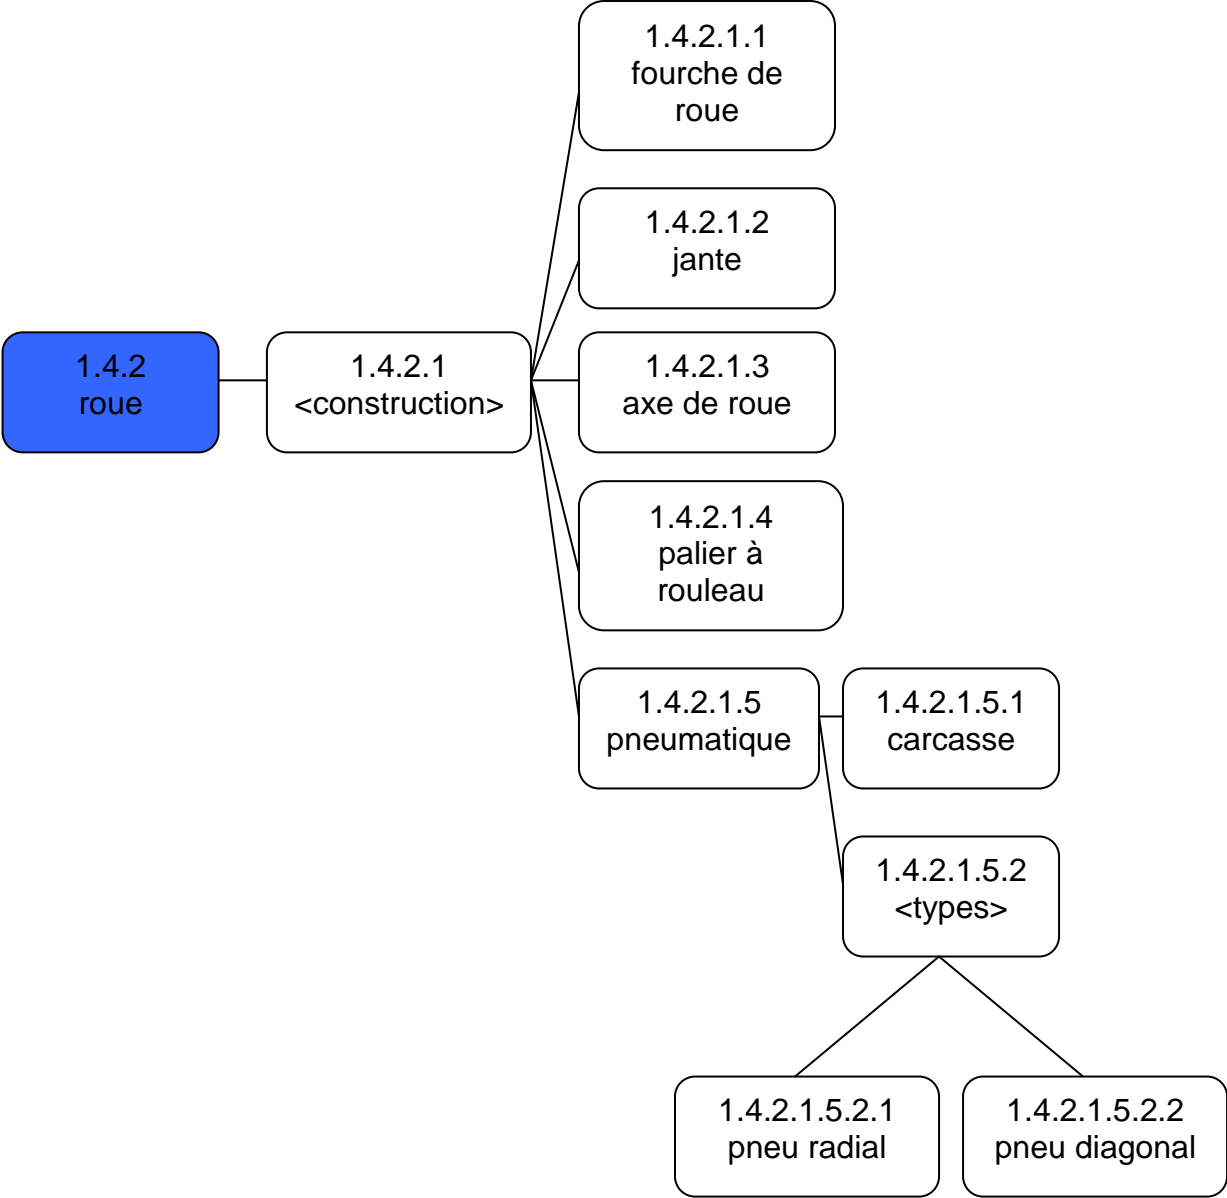 1.4.2.1.1
fourche de
roue
1.4.2.1.2
jante
1.4.2
roue
1.4.2.1
<construction>
1.4.2.1.3
axe de roue
1.4.2.1.4
palier à
rouleau
1.4.2.1.5
pneumatique
1.4.2.1.5.1
carcasse
1.4.2.1.5.2
<types>
1.4.2.1.5.2.1
pneu radial
1.4.2.1.5.2.2
pneu diagonal